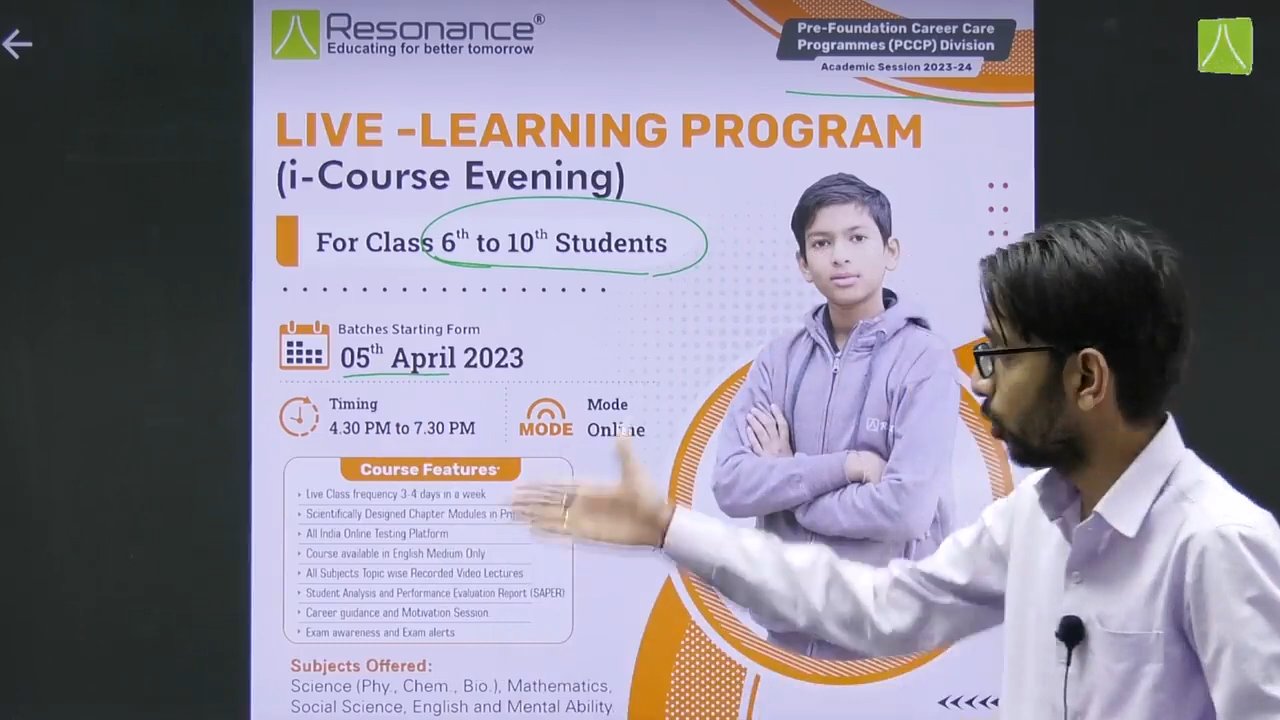 Resonance®
Educating for better tomorrow
Pre-Foundation Career Care
Programmes (PCCP) Division
Academic Session 2023-24
LIVE -LEARNING PROGRAM
(i-Course Evening)
For Class 6th to 10th Students
Batches Starting Form
05th April 2023
Timing
4.30 PM to 7.30 PM
MODE
Mode
Online
Course Features*
Live Class frequency 3-4 days in a week
Scientifically Designed Chapter Modules in
All India Online Testing Platform
Course available in English Medium Only
All Subjects Topic wise Recorded Video Lectures
Student Analysis and Performance Evaluation Report (SAPER)
Career guidance and Motivation Session
Exam awareness and Exam alerts
Subjects Offered:
Science (Phy., Chem., Bio.), Mathematics,
Social Science, English and Mental Ability